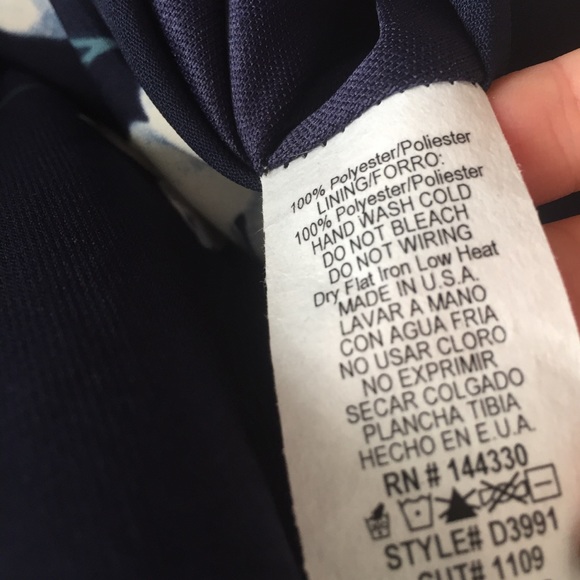 100% Polyester/Poliester
LINING/FORRO:
100% Polyester/Poliester
HAND WASH COLD
DO NOT BLEACH
DO NOT WIRING
Dry Flat Iron Low Heat
MADE IN U.S.A.
LAVAR A MANO
CON AGUA FRIA
NO USAR CLORO
NO EXPRIMIR
SECAR COLGADO
PLANCHA TIBIA
HECHO EN E.U.A.
RN # 144330
STYLE# D3991
CUT# 1109